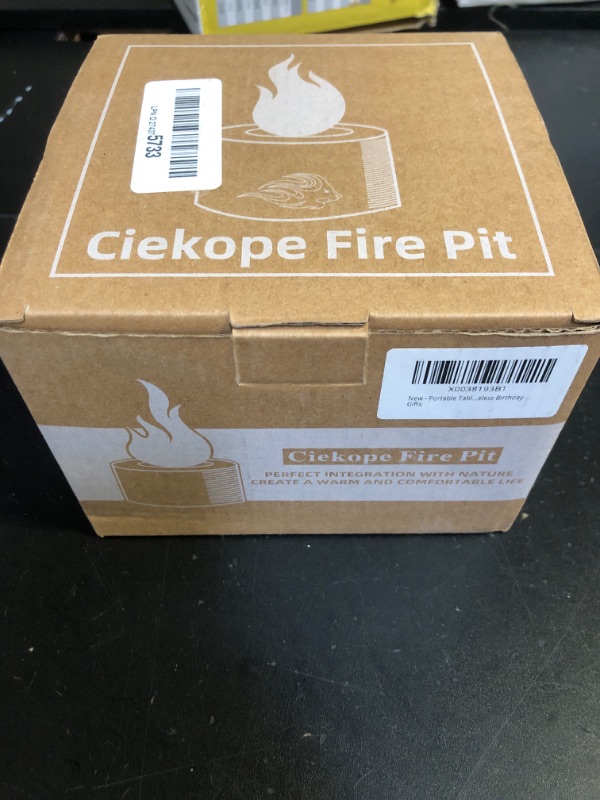 5733
Ciekope Fire Pit
X0038193B1
New - Portable Tabl...eless Birthday
Gifts
Ciekope Fire Pit
PERFECT INTEGRATION WITH NATURE
CREATE A WARM AND COMFORTABLE LIFE